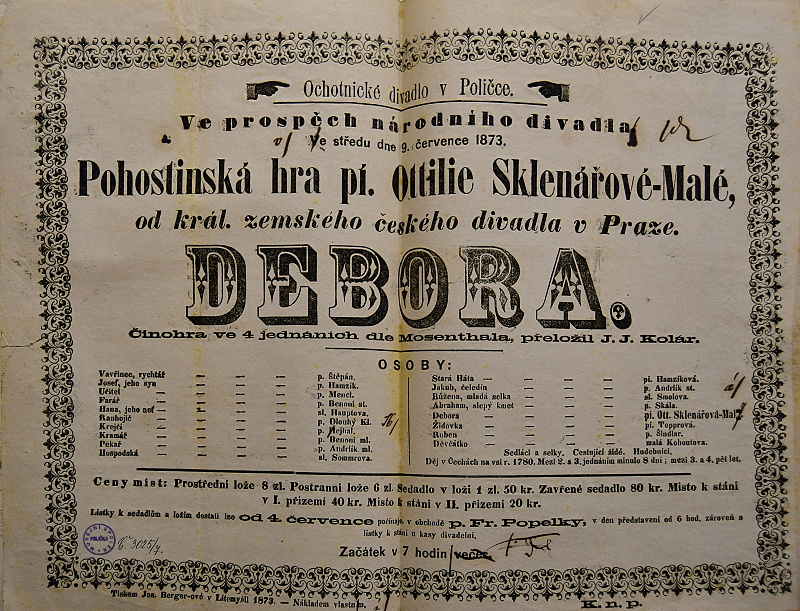 Ochotnické divadlo v Poličce.
Ve prospěch národního divadla
Ve středu dne 9. července 1873.
Pohostinská hra pí. Ottilie Sklenářové-Malé,
od král. zemského českého divadla v Praze.
DEBORA.
Činohra ve 4 jednáních dle Mosenthala, přeložil J. J. Kolár.
OSOBY:
Vavřinec, rychtář — — — — p. Štěpán.
Josef, jeho syn — — — — p. Hamzík.
Učitel — — — — p. Mencl.
Farář — — — — p. Benoni st.
Hana, jeho neť — — — — sl. Hauptova.
Ranhojič — — — — p. Dlouhý Kl.
Krejčí — — — — p. Hejhal.
Kramář — — — — p. Benoni ml.
Pekař — — — — p. Andrlík ml.
Hospodská — — — — sl. Sommrova.
Stará Háta — — — — pí. Hamzíková.
Jakub, čeledín — — — — p. Andrlík st.
Růžena, mladá selka — — — — sl. Smolova.
Abraham, slepý kmet — — — — p. Skála.
Debora — — — — pí. Ott. Sklenářová-Malá
Židovka — — — — pí. Tepprová.
Ruben — — — — p. Šindlar.
Děvčátko — — — — malá Kohoutova.
Sedláci a selky. Cestující židé. Hudebníci,
Děj v Čechách na vsi r. 1780. Mezi 2. a 3. jednáním minulo 8 dní; mezi 3. a 4. pět let.
Ceny míst: Prostřední lože 8 zl. Postranní lože 6 zl. Sedadlo v loži 1 zl. 50 kr. Zavřené sedadlo 80 kr. Místo k stání
v I. přízemí 40 kr. Místo k stání v II. přízemí 20 kr.
Lístky k sedadlům a ložím dostati lze od 4. července počínaje, v obchodě p. Fr. Popelky, v den představení od 6 hod. zároveň s
lístky k stání u kasy divadelní.
Začátek v 7 hodin večer.
POLIČKA
Č. 3025/7.
Tiskem Jos. Berger-ové v Litomyšli 1873. — Nákladem vlastním.
K. n. p.